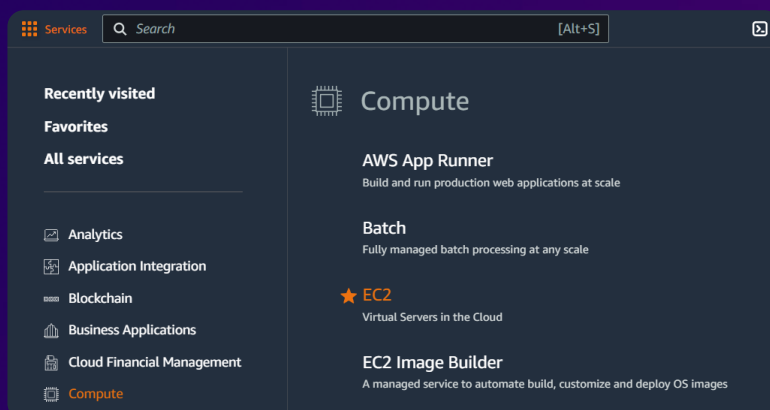 Services
Search [Alt+S]
Recently visited
Favorites
All services
Analytics
Application Integration
Blockchain
Business Applications
Cloud Financial Management
Compute
Compute
AWS App Runner
Build and run production web applications at scale
Batch
Fully managed batch processing at any scale
EC2
Virtual Servers in the Cloud
EC2 Image Builder
A managed service to automate build, customize and deploy OS images